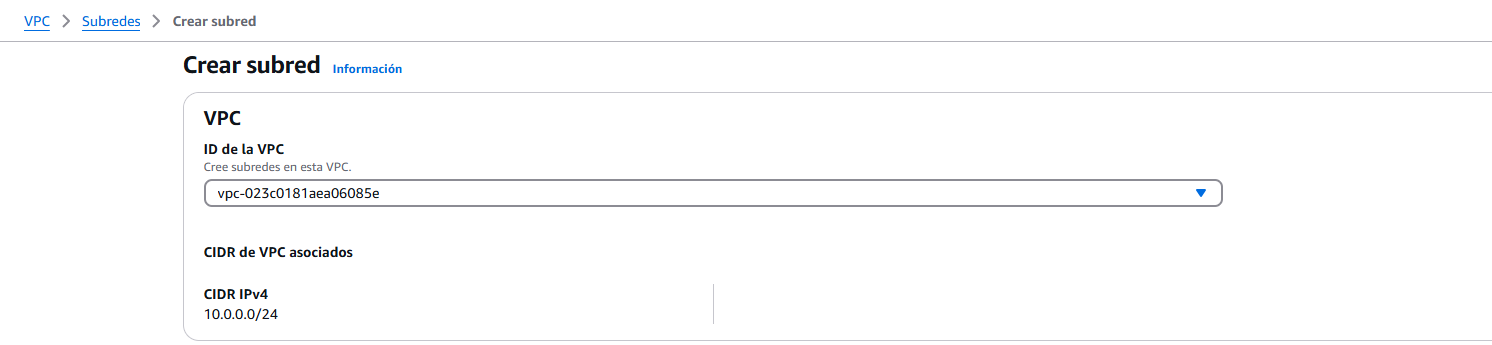 VPC > Subredes > Crear subred
Crear subred Información
VPC
ID de la VPC
Cree subredes en esta VPC.
vpc-023c0181aea06085e
CIDR de VPC asociados
CIDR IPv4
10.0.0.0/24